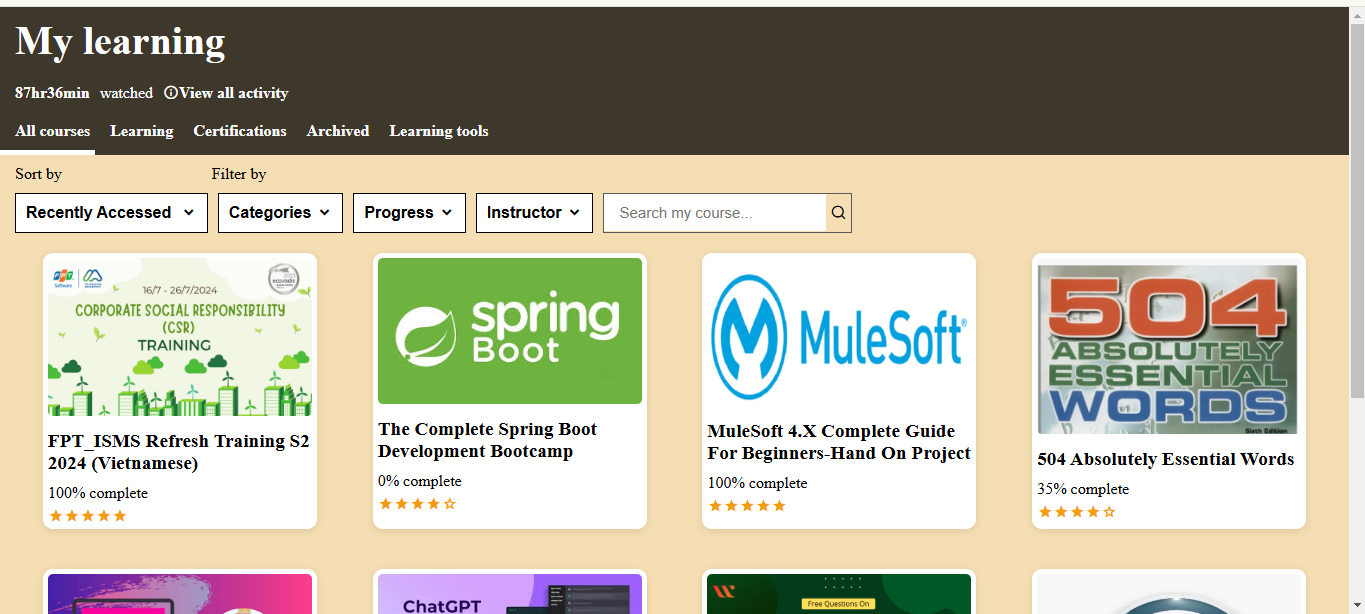 My learning
87hr36min watched View all activity
All courses Learning Certifications Archived Learning tools
Sort by Filter by
Recently Accessed Categories Progress Instructor Search my course...
FPT Software
16/7 - 26/7/2024
CORPORATE SOCIAL RESPONSIBILITY
(CSR)
TRAINING
FPT_ISMS Refresh Training S2
2024 (Vietnamese)
100% complete
spring
Boot
The Complete Spring Boot
Development Bootcamp
0% complete
MuleSoft®
MuleSoft 4.X Complete Guide
For Beginners-Hand On Project
100% complete
504
ABSOLUTELY
ESSENTIAL
WORDS
Sixth Edition
504 Absolutely Essential Words
35% complete
ChatGPT
Free Questions On